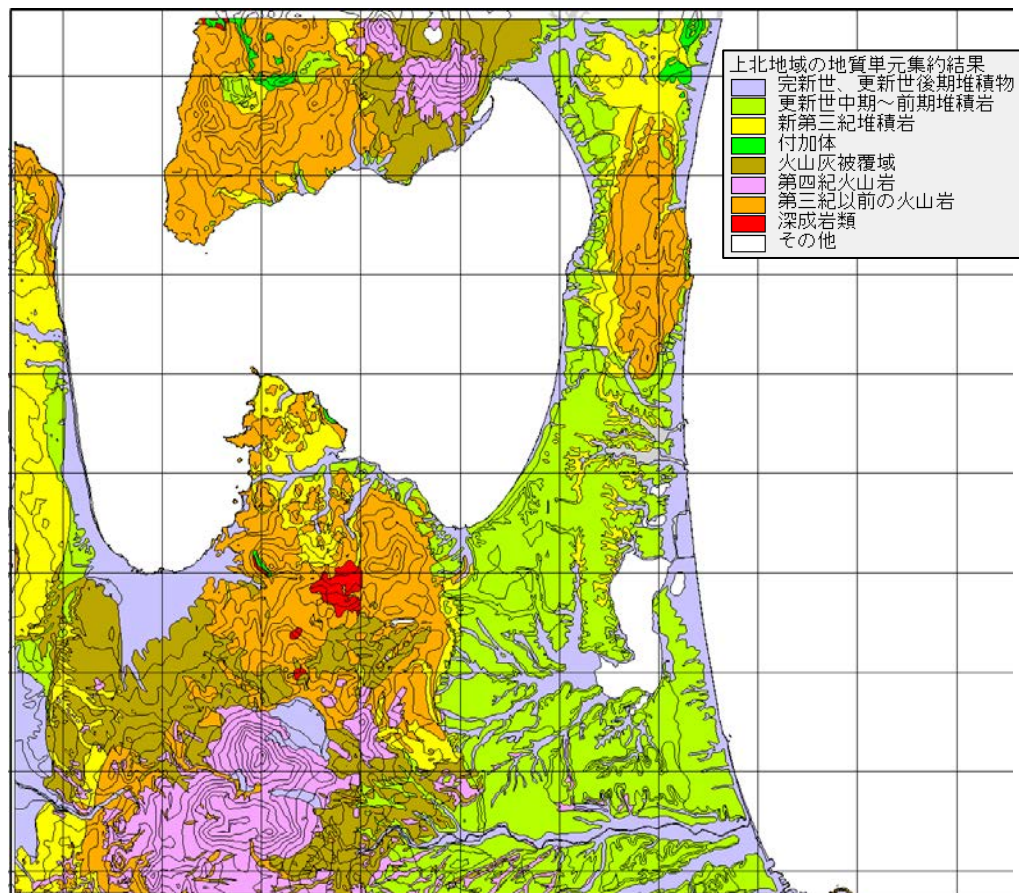 上北地域の地質単元集約結果
完新世、更新世後期堆積物
更新世中期～前期堆積岩
新第三紀堆積岩
付加体
火山灰被覆域
第四紀火山岩
第三紀以前の火山岩
深成岩類
その他